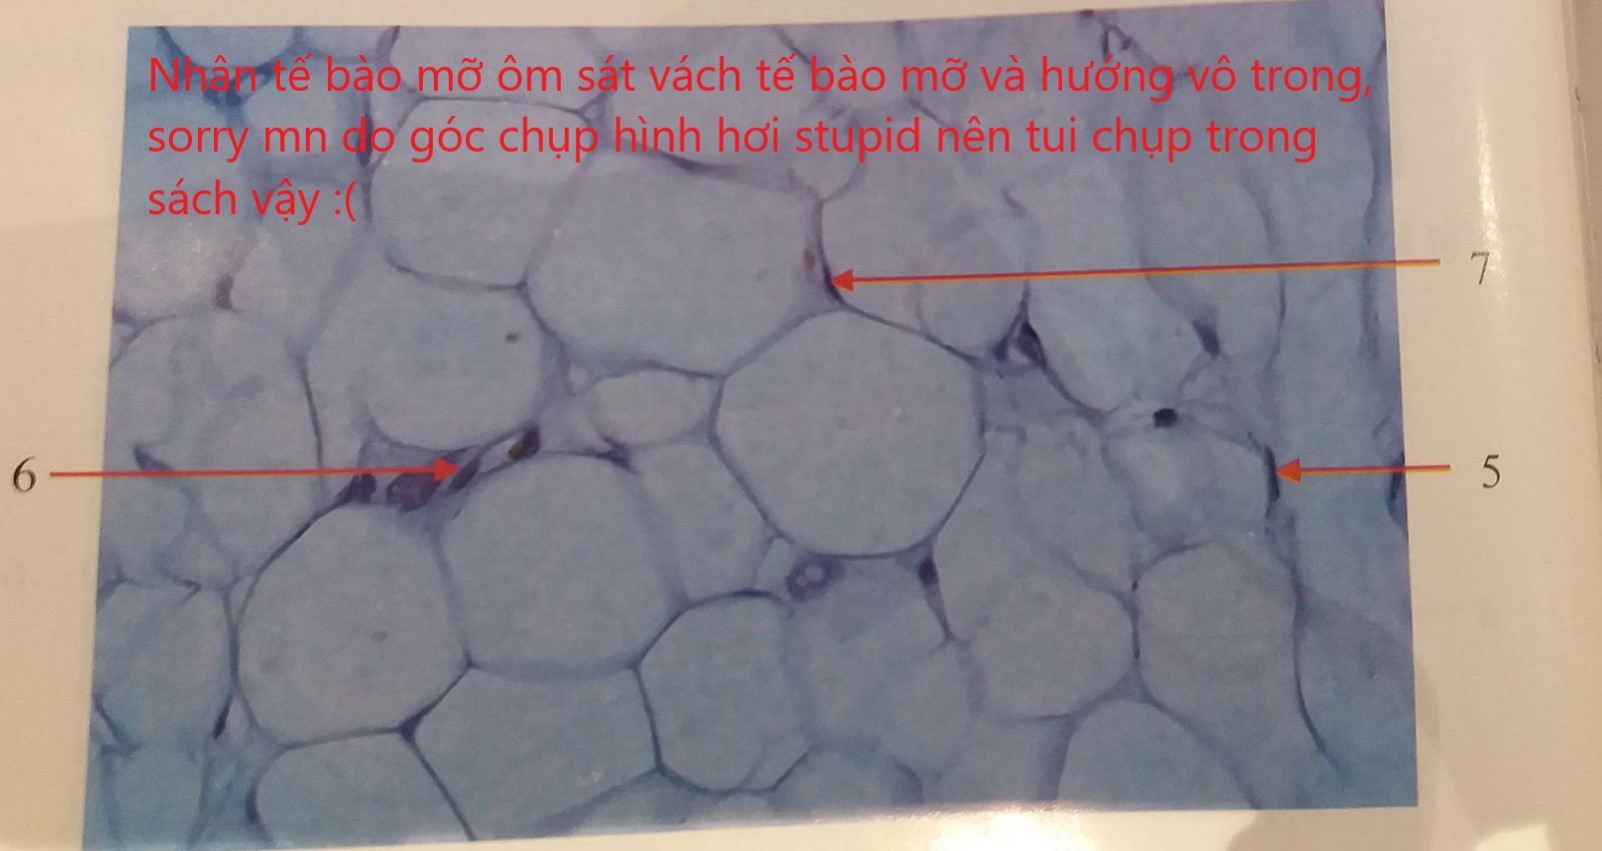 Nhân tế bào mỡ ôm sát vách tế bào mỡ và hướng vô trong,
sorry mn do góc chụp hình hơi stupid nên tui chụp trong
sách vậy :(
7
6
5